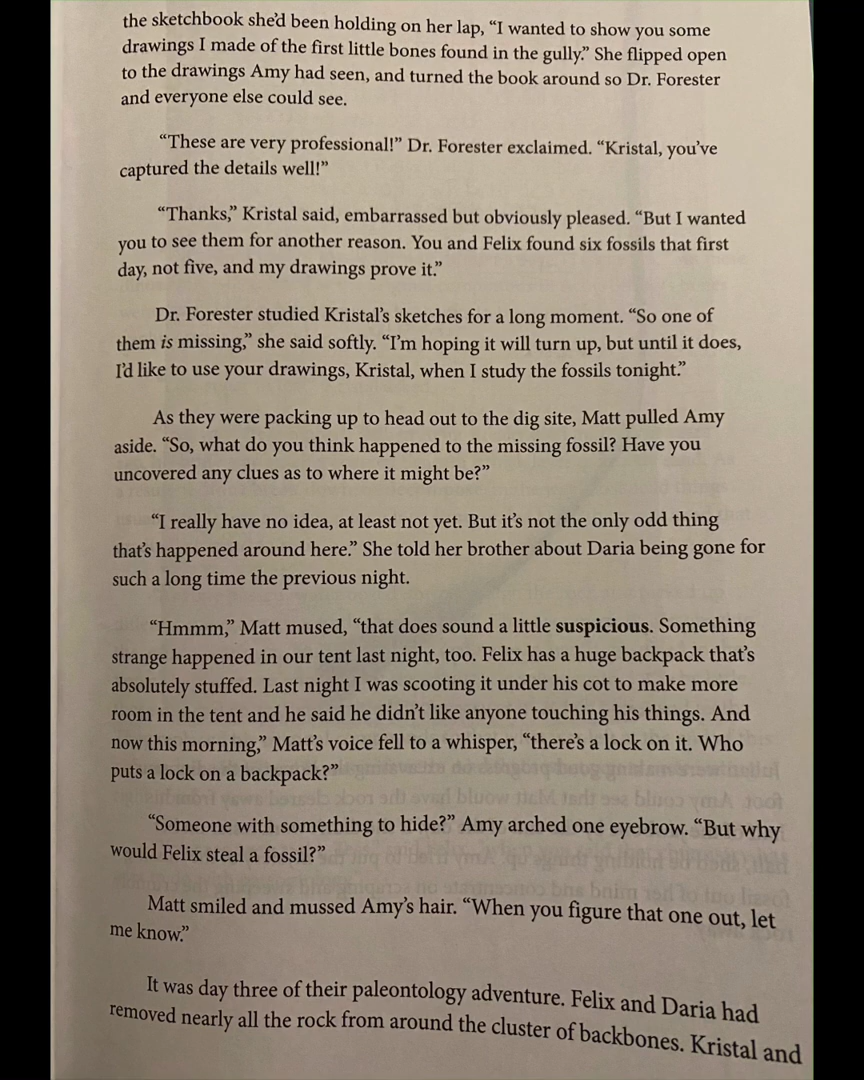 the sketchbook she'd been holding on her lap, “I wanted to show you some
drawings I made of the first little bones found in the gully.” She flipped open
to the drawings Amy had seen, and turned the book around so Dr. Forester
and everyone else could see.
“These are very professional!” Dr. Forester exclaimed. “Kristal, you’ve
captured the details well!”
“Thanks,” Kristal said, embarrassed but obviously pleased. “But I wanted
you to see them for another reason. You and Felix found six fossils that first
day, not five, and my drawings prove it.”
Dr. Forester studied Kristal’s sketches for a long moment. “So one of
them is missing,” she said softly. “I’m hoping it will turn up, but until it does,
I’d like to use your drawings, Kristal, when I study the fossils tonight.”
As they were packing up to head out to the dig site, Matt pulled Amy
aside. “So, what do you think happened to the missing fossil? Have you
uncovered any clues as to where it might be?”
“I really have no idea, at least not yet. But it’s not the only odd thing
that’s happened around here.” She told her brother about Daria being gone for
such a long time the previous night.
“Hmmm,” Matt mused, “that does sound a little suspicious. Something
strange happened in our tent last night, too. Felix has a huge backpack that’s
absolutely stuffed. Last night I was scooting it under his cot to make more
room in the tent and he said he didn’t like anyone touching his things. And
now this morning,” Matt’s voice fell to a whisper, “there’s a lock on it. Who
puts a lock on a backpack?”
“Someone with something to hide?” Amy arched one eyebrow. “But why
would Felix steal a fossil?”
Matt smiled and mussed Amy’s hair. “When you figure that one out, let
me know.”
It was day three of their paleontology adventure. Felix and Daria had
removed nearly all the rock from around the cluster of backbones. Kristal and